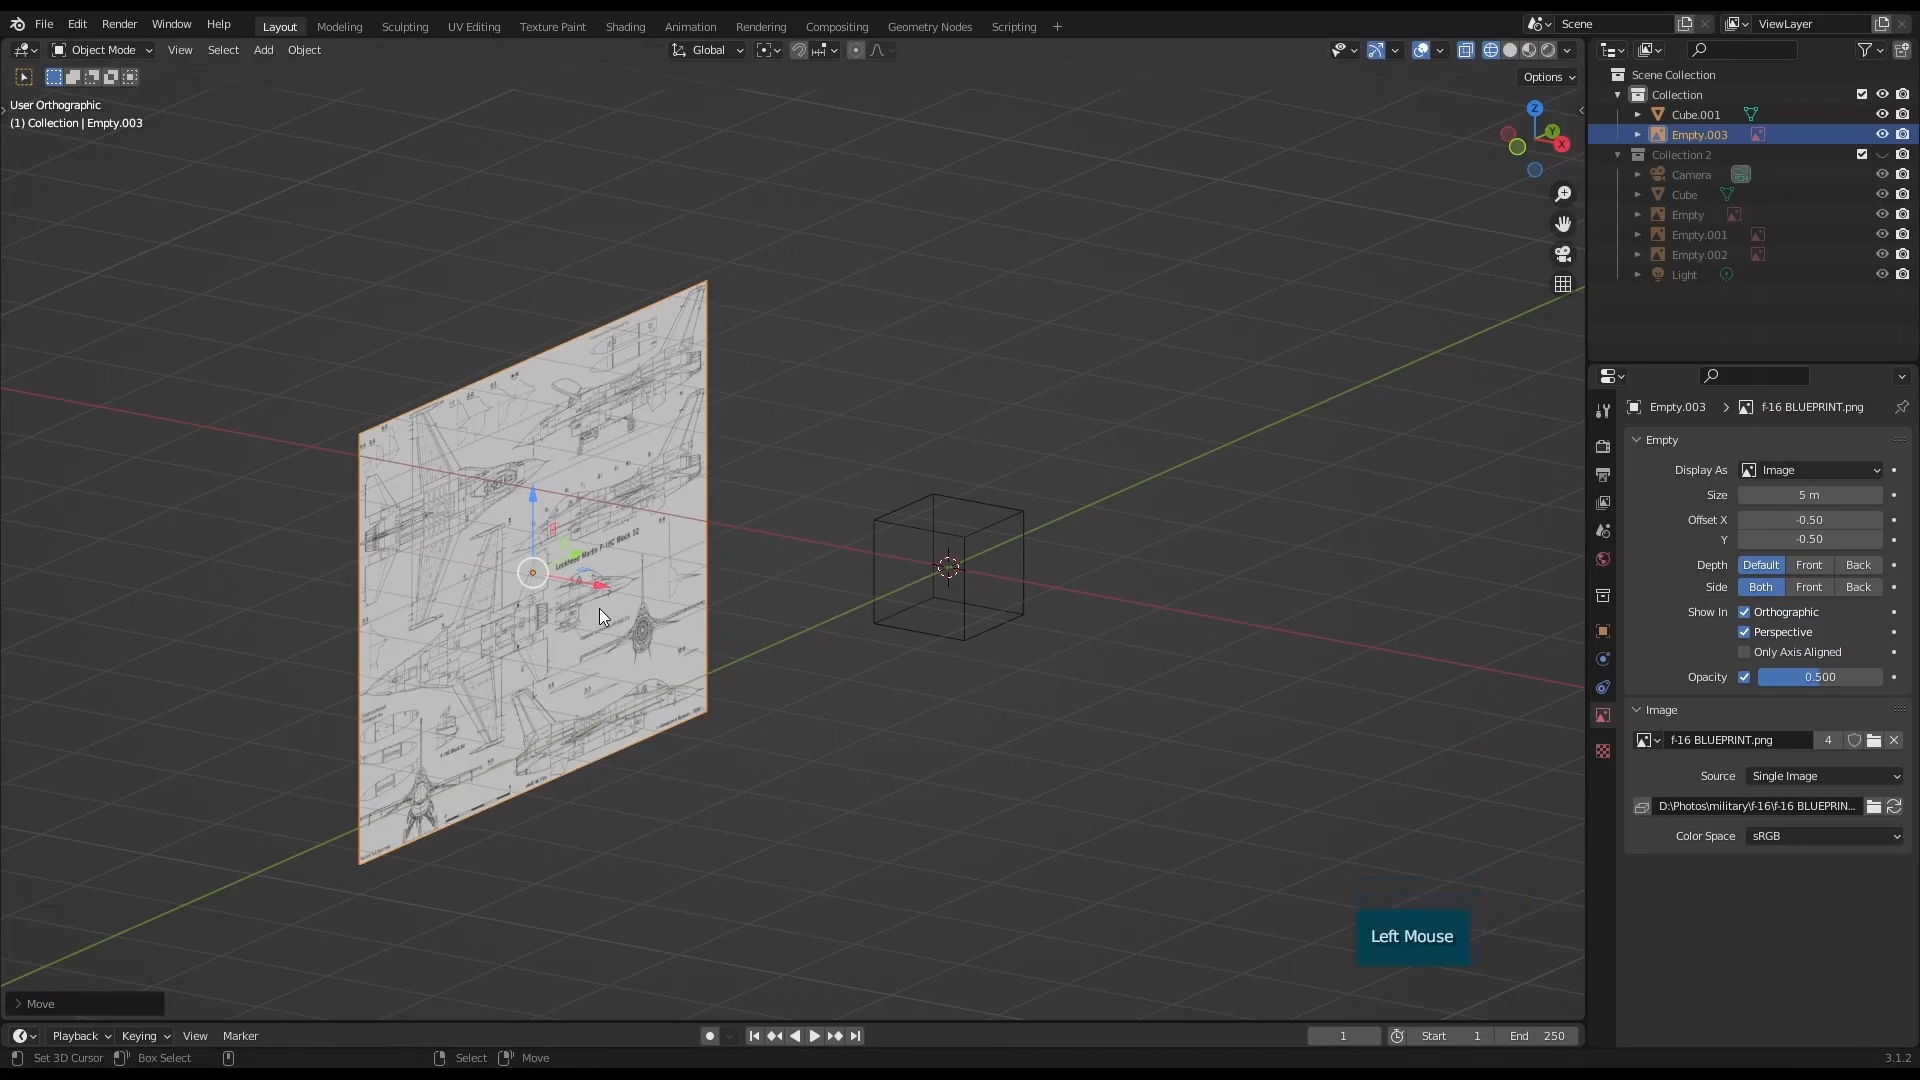 File Edit Render Window Help
Layout Modeling Sculpting UV Editing Texture Paint Shading Animation Rendering Compositing Geometry Nodes Scripting +
Scene
ViewLayer
Object Mode View Select Add Object
Global
Options
User Orthographic
(1) Collection | Empty.003
Z
Y
X
Scene Collection
Collection
Cube.001
Empty.003
Collection 2
Camera
Cube
Empty
Empty.001
Empty.002
Light
Empty.003 > f-16 BLUEPRINT.png
Empty
Display As Image
Size 5 m
Offset X -0.50
Y -0.50
Depth Default Front Back
Side Both Front Back
Show In Orthographic
Perspective
Only Axis Aligned
Opacity 0.500
Image
f-16 BLUEPRINT.png 4
Source Single Image
D:\Photos\military\f-16\f-16 BLUEPRIN...
Color Space sRGB
Lockheed Martin F-16C Block 52
Left Mouse
> Move
Playback Keying View Marker
1
Start 1
End 250
Set 3D Cursor Box Select Select Move
3.1.2